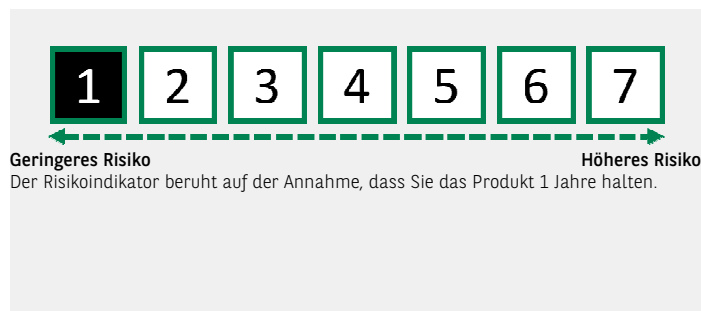 1 2 3 4 5 6 7
Geringeres Risiko Höheres Risiko
Der Risikoindikator beruht auf der Annahme, dass Sie das Produkt 1 Jahre halten.